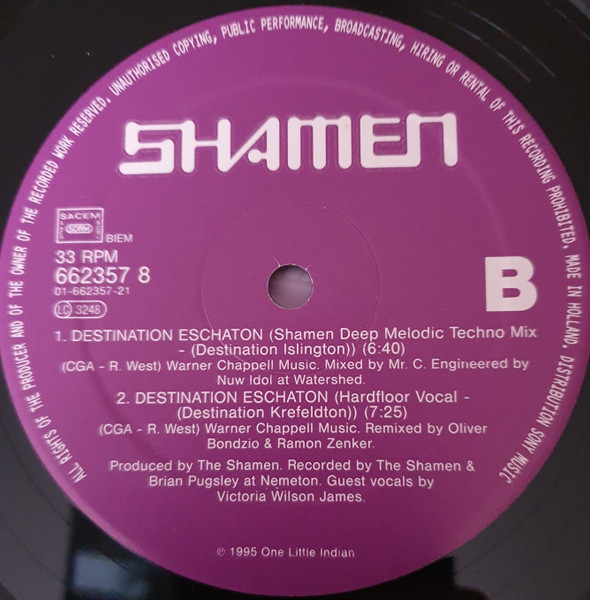 ALL RIGHTS OF THE PRODUCER AND OF THE OWNER OF THE RECORDED WORK RESERVED. UNAUTHORISED COPYING, PUBLIC PERFORMANCE, BROADCASTING, HIRING OR RENTAL OF THIS RECORDING PROHIBITED. MADE IN HOLLAND. DISTRIBUTION SONY MUSIC
SHAMEN
SACEM
SDRM
BIEM
33 RPM
662357 8
01-662357-21
LC 3248
B
1. DESTINATION ESCHATON (Shamen Deep Melodic Techno Mix
- (Destination Islington)) (6:40)
(CGA - R. West) Warner Chappell Music. Mixed by Mr. C. Engineered by
Nuw Idol at Watershed.
2. DESTINATION ESCHATON (Hardfloor Vocal -
(Destination Krefeldton)) (7:25)
(CGA - R. West) Warner Chappell Music. Remixed by Oliver
Bondzio & Ramon Zenker.
Produced by The Shamen. Recorded by The Shamen &
Brian Pugsley at Nemeton. Guest vocals by
Victoria Wilson James.
℗ 1995 One Little Indian